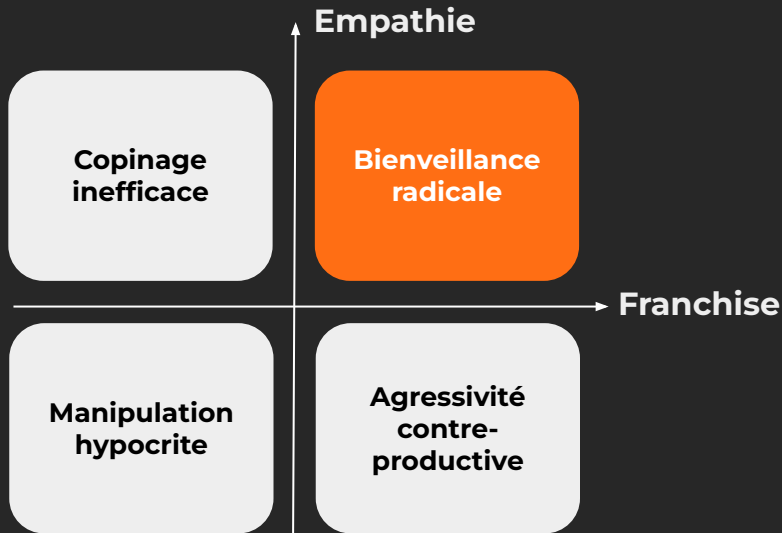 Empathie
Copinage
inefficace
Bienveillance
radicale
Franchise
Manipulation
hypocrite
Agressivité
contre-
productive